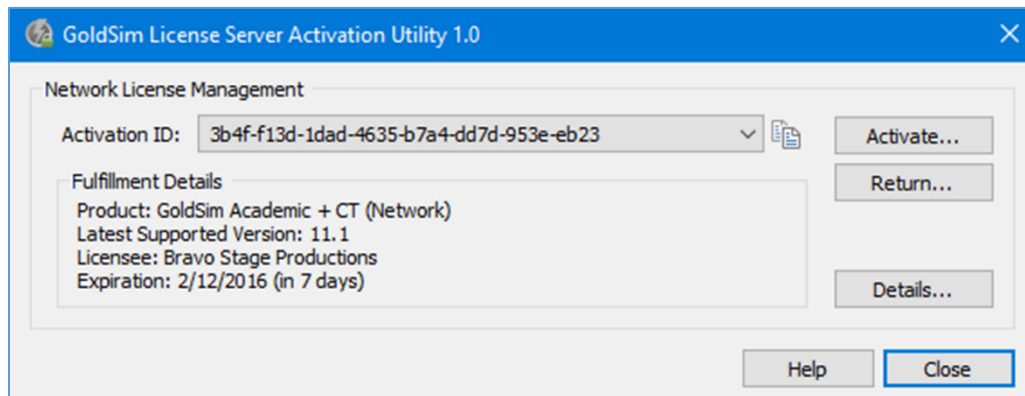 GoldSim License Server Activation Utility 1.0
Network License Management
Activation ID: 3b4f-f13d-1dad-4635-b7a4-dd7d-953e-eb23
Activate...
Fulfillment Details
Return...
Product: GoldSim Academic + CT (Network)
Latest Supported Version: 11.1
Licensee: Bravo Stage Productions
Expiration: 2/12/2016 (in 7 days)
Details...
Help
Close